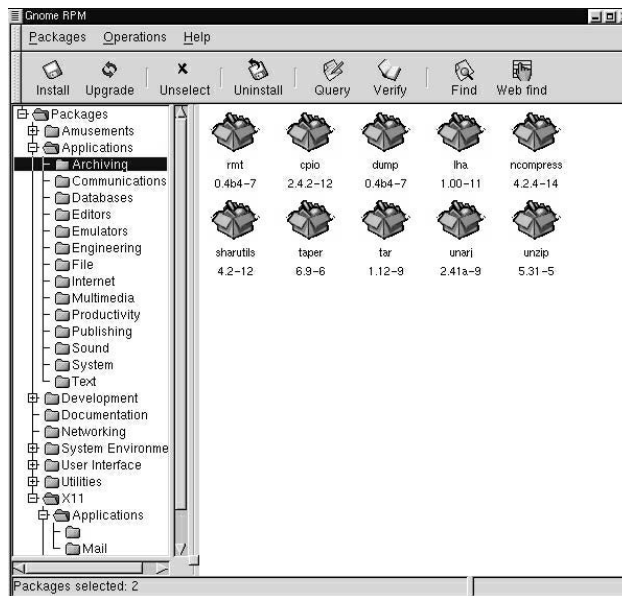 Gnome RPM
Packages Operations Help
Install Upgrade Unselect Uninstall Query Verify Find Web find
Packages
Amusements
Applications
Archiving
Communications
Databases
Editors
Emulators
Engineering
File
Internet
Multimedia
Productivity
Publishing
Sound
System
Text
Development
Documentation
Networking
System Environme
User Interface
Utilities
X11
Applications
Mail
rmt cpio dump lha ncompress
0.4b4-7 2.4.2-12 0.4b4-7 1.00-11 4.2.4-14
sharutils taper tar unarj unzip
4.2-12 6.9-6 1.12-9 2.41a-9 5.31-5
Packages selected: 2